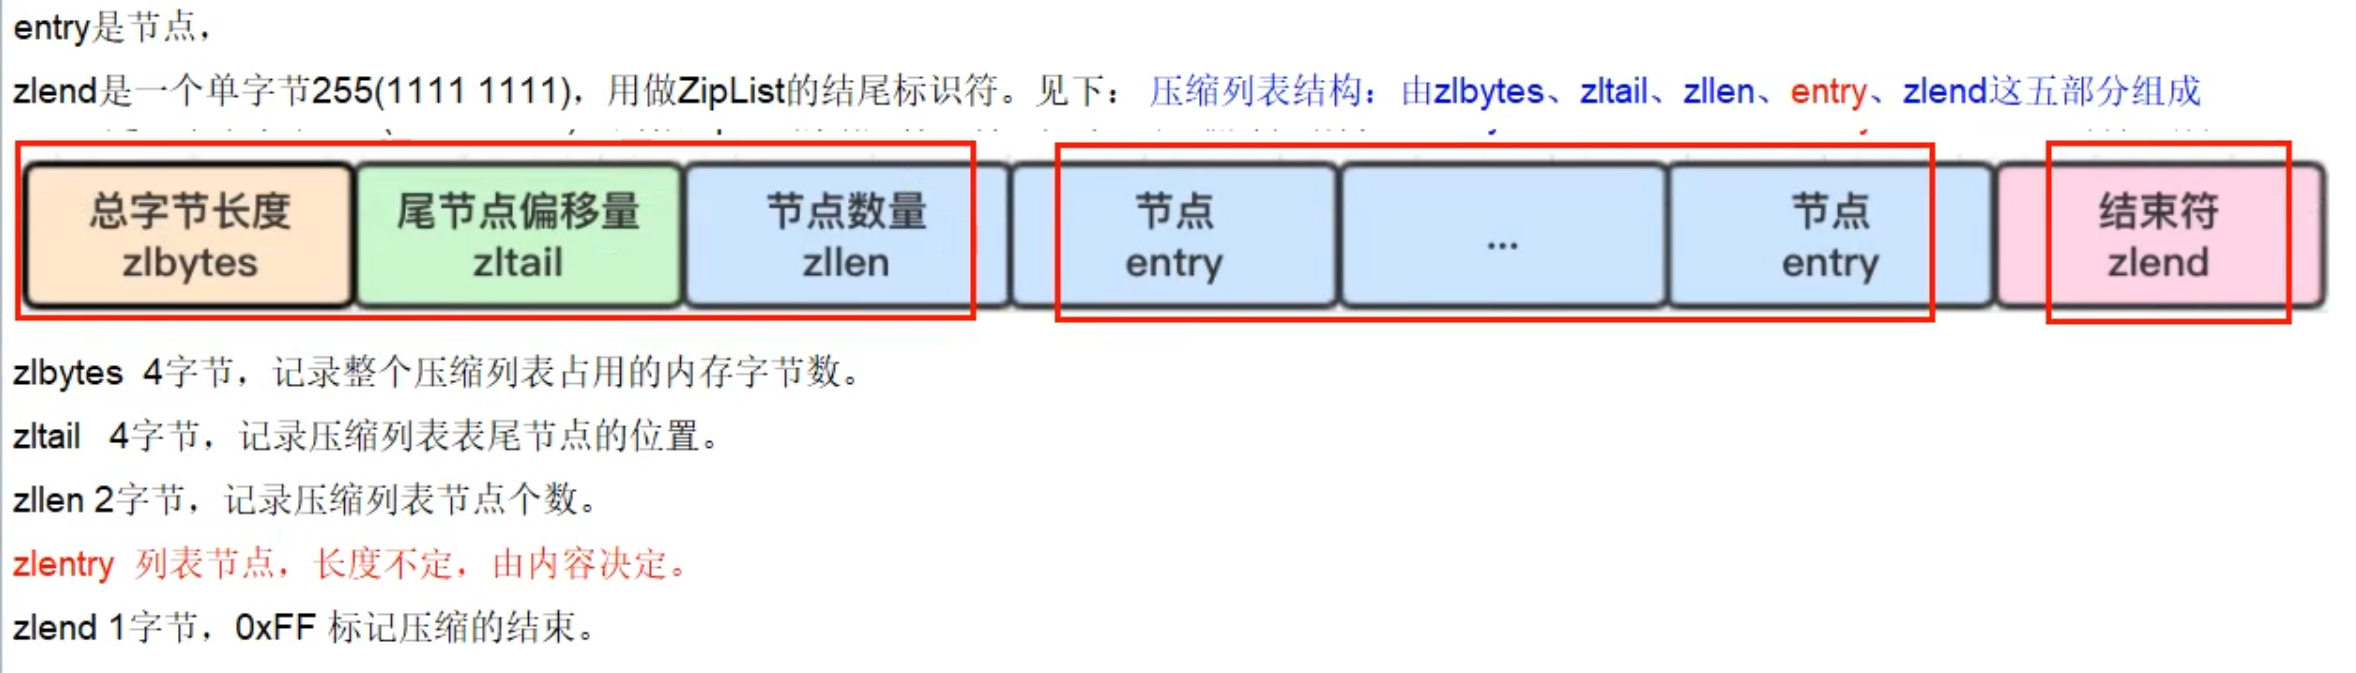 entry是节点，
zlend是一个单字节255(1111 1111)，用做ZipList的结尾标识符。见下： 压缩列表结构：由zlbytes、zltail、zllen、entry、zlend这五部分组成
总字节长度 尾节点偏移量 节点数量 节点 节点 结束符
zlbytes zltail zllen entry ... entry zlend
zlbytes 4字节，记录整个压缩列表占用的内存字节数。
zltail 4字节，记录压缩列表表尾节点的位置。
zllen 2字节，记录压缩列表节点个数。
zlentry 列表节点，长度不定，由内容决定。
zlend 1字节，0xFF 标记压缩的结束。